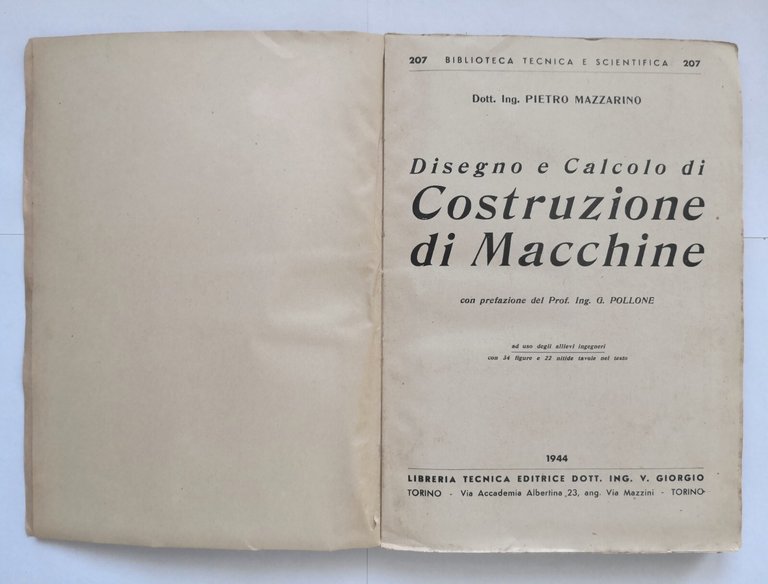 207 BIBLIOTECA TECNICA E SCIENTIFICA 207
Dott. Ing. PIETRO MAZZARINO
Disegno e Calcolo di
Costruzione
di Macchine
con prefazione del Prof. Ing. G. POLLONE
ad uso degli allievi ingegneri
con 54 figure e 22 nitide tavole nel testo
1944
LIBRERIA TECNICA EDITRICE DOTT. ING. V. GIORGIO
TORINO - Via Accademia Albertina 23, ang. Via Mazzini - TORINO